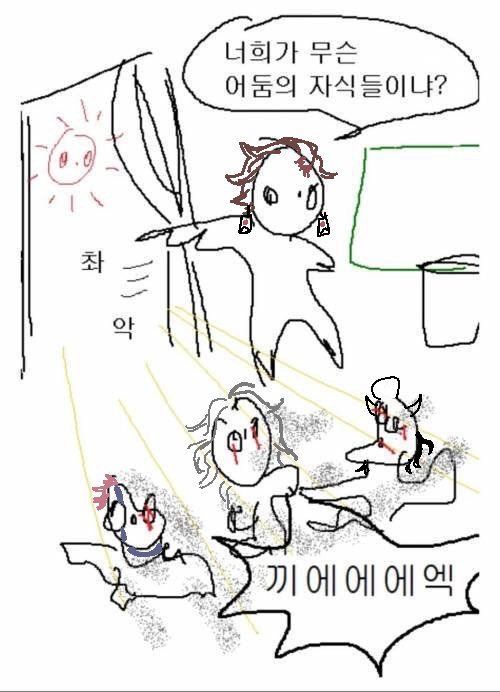 너희가 무슨
어둠의 자식들이냐?
촤
악
끼에에에엑